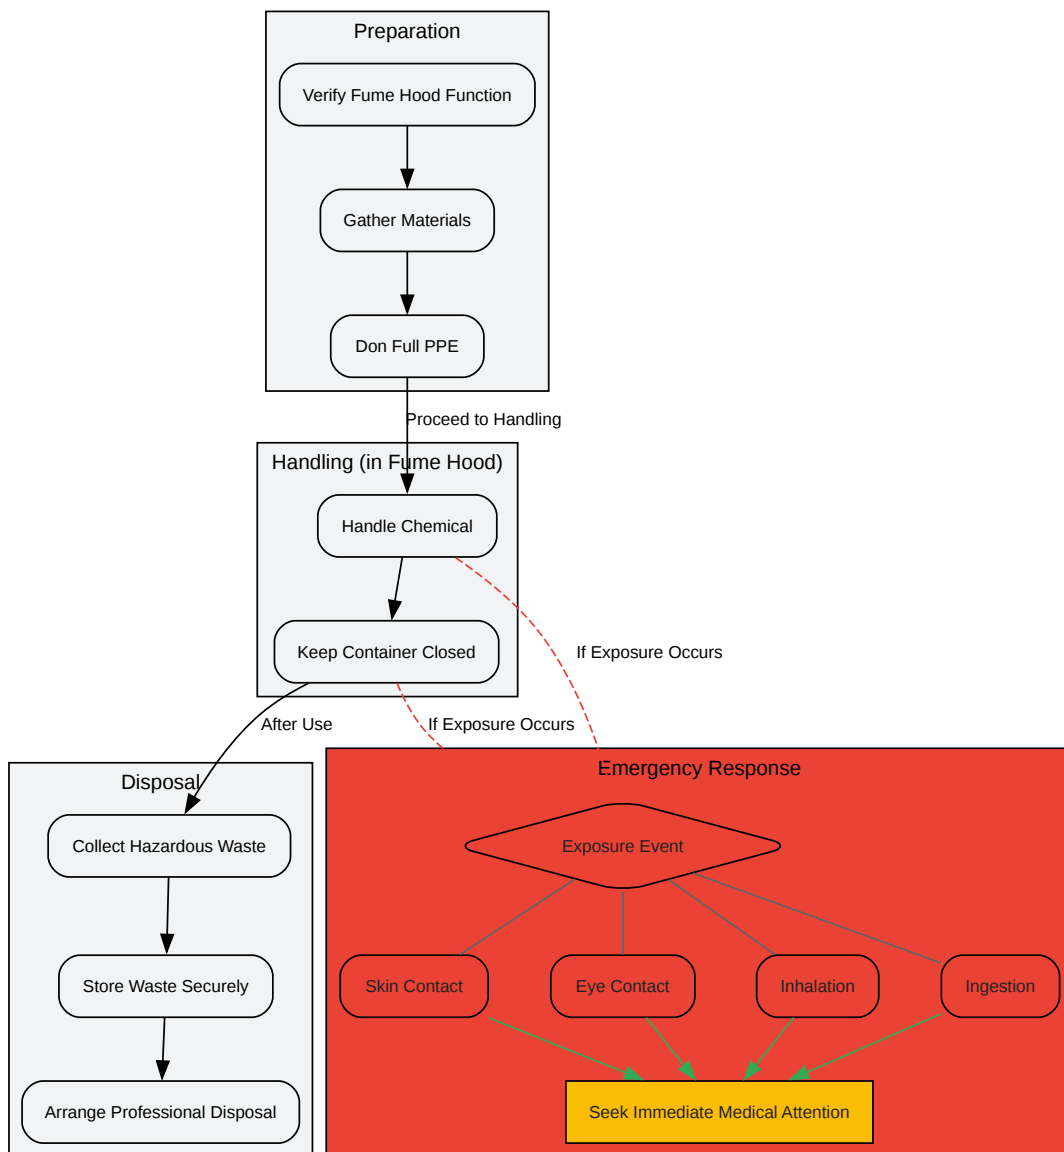 Preparation
Verify Fume Hood Function
Gather Materials
Don Full PPE
Proceed to Handling
Handling (in Fume Hood)
Handle Chemical
Keep Container Closed
If Exposure Occurs
After Use
If Exposure Occurs
Disposal
Collect Hazardous Waste
Store Waste Securely
Arrange Professional Disposal
Emergency Response
Exposure Event
Skin Contact
Eye Contact
Inhalation
Ingestion
Seek Immediate Medical Attention